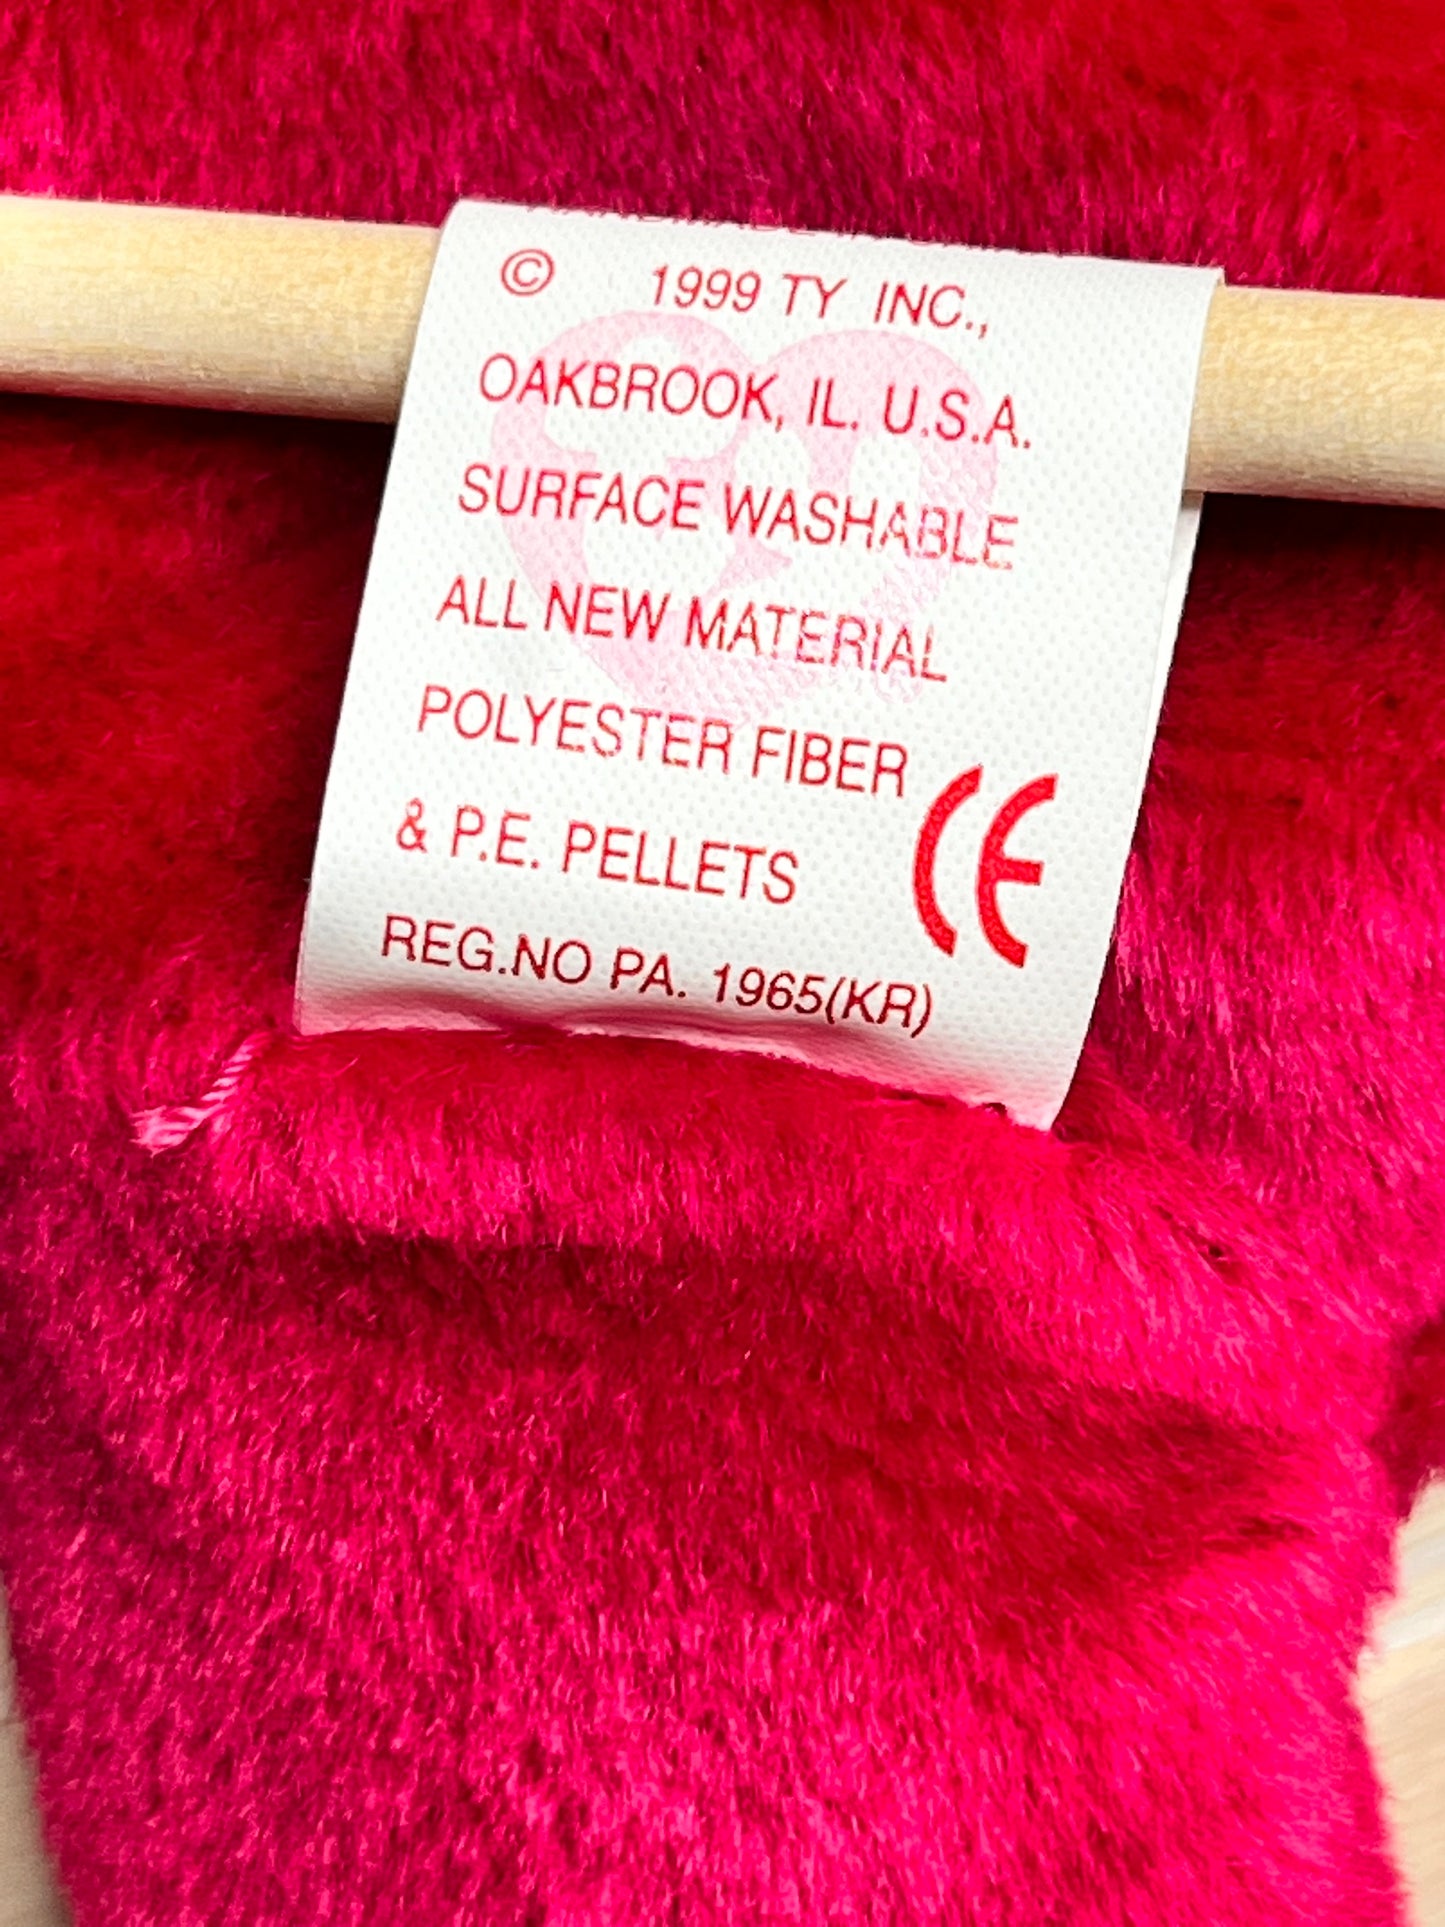 © 1999 TY INC.,
OAKBROOK, IL. U.S.A.
SURFACE WASHABLE
ALL NEW MATERIAL
POLYESTER FIBER
& P.E. PELLETS
CE
REG.NO PA. 1965(KR)
ty